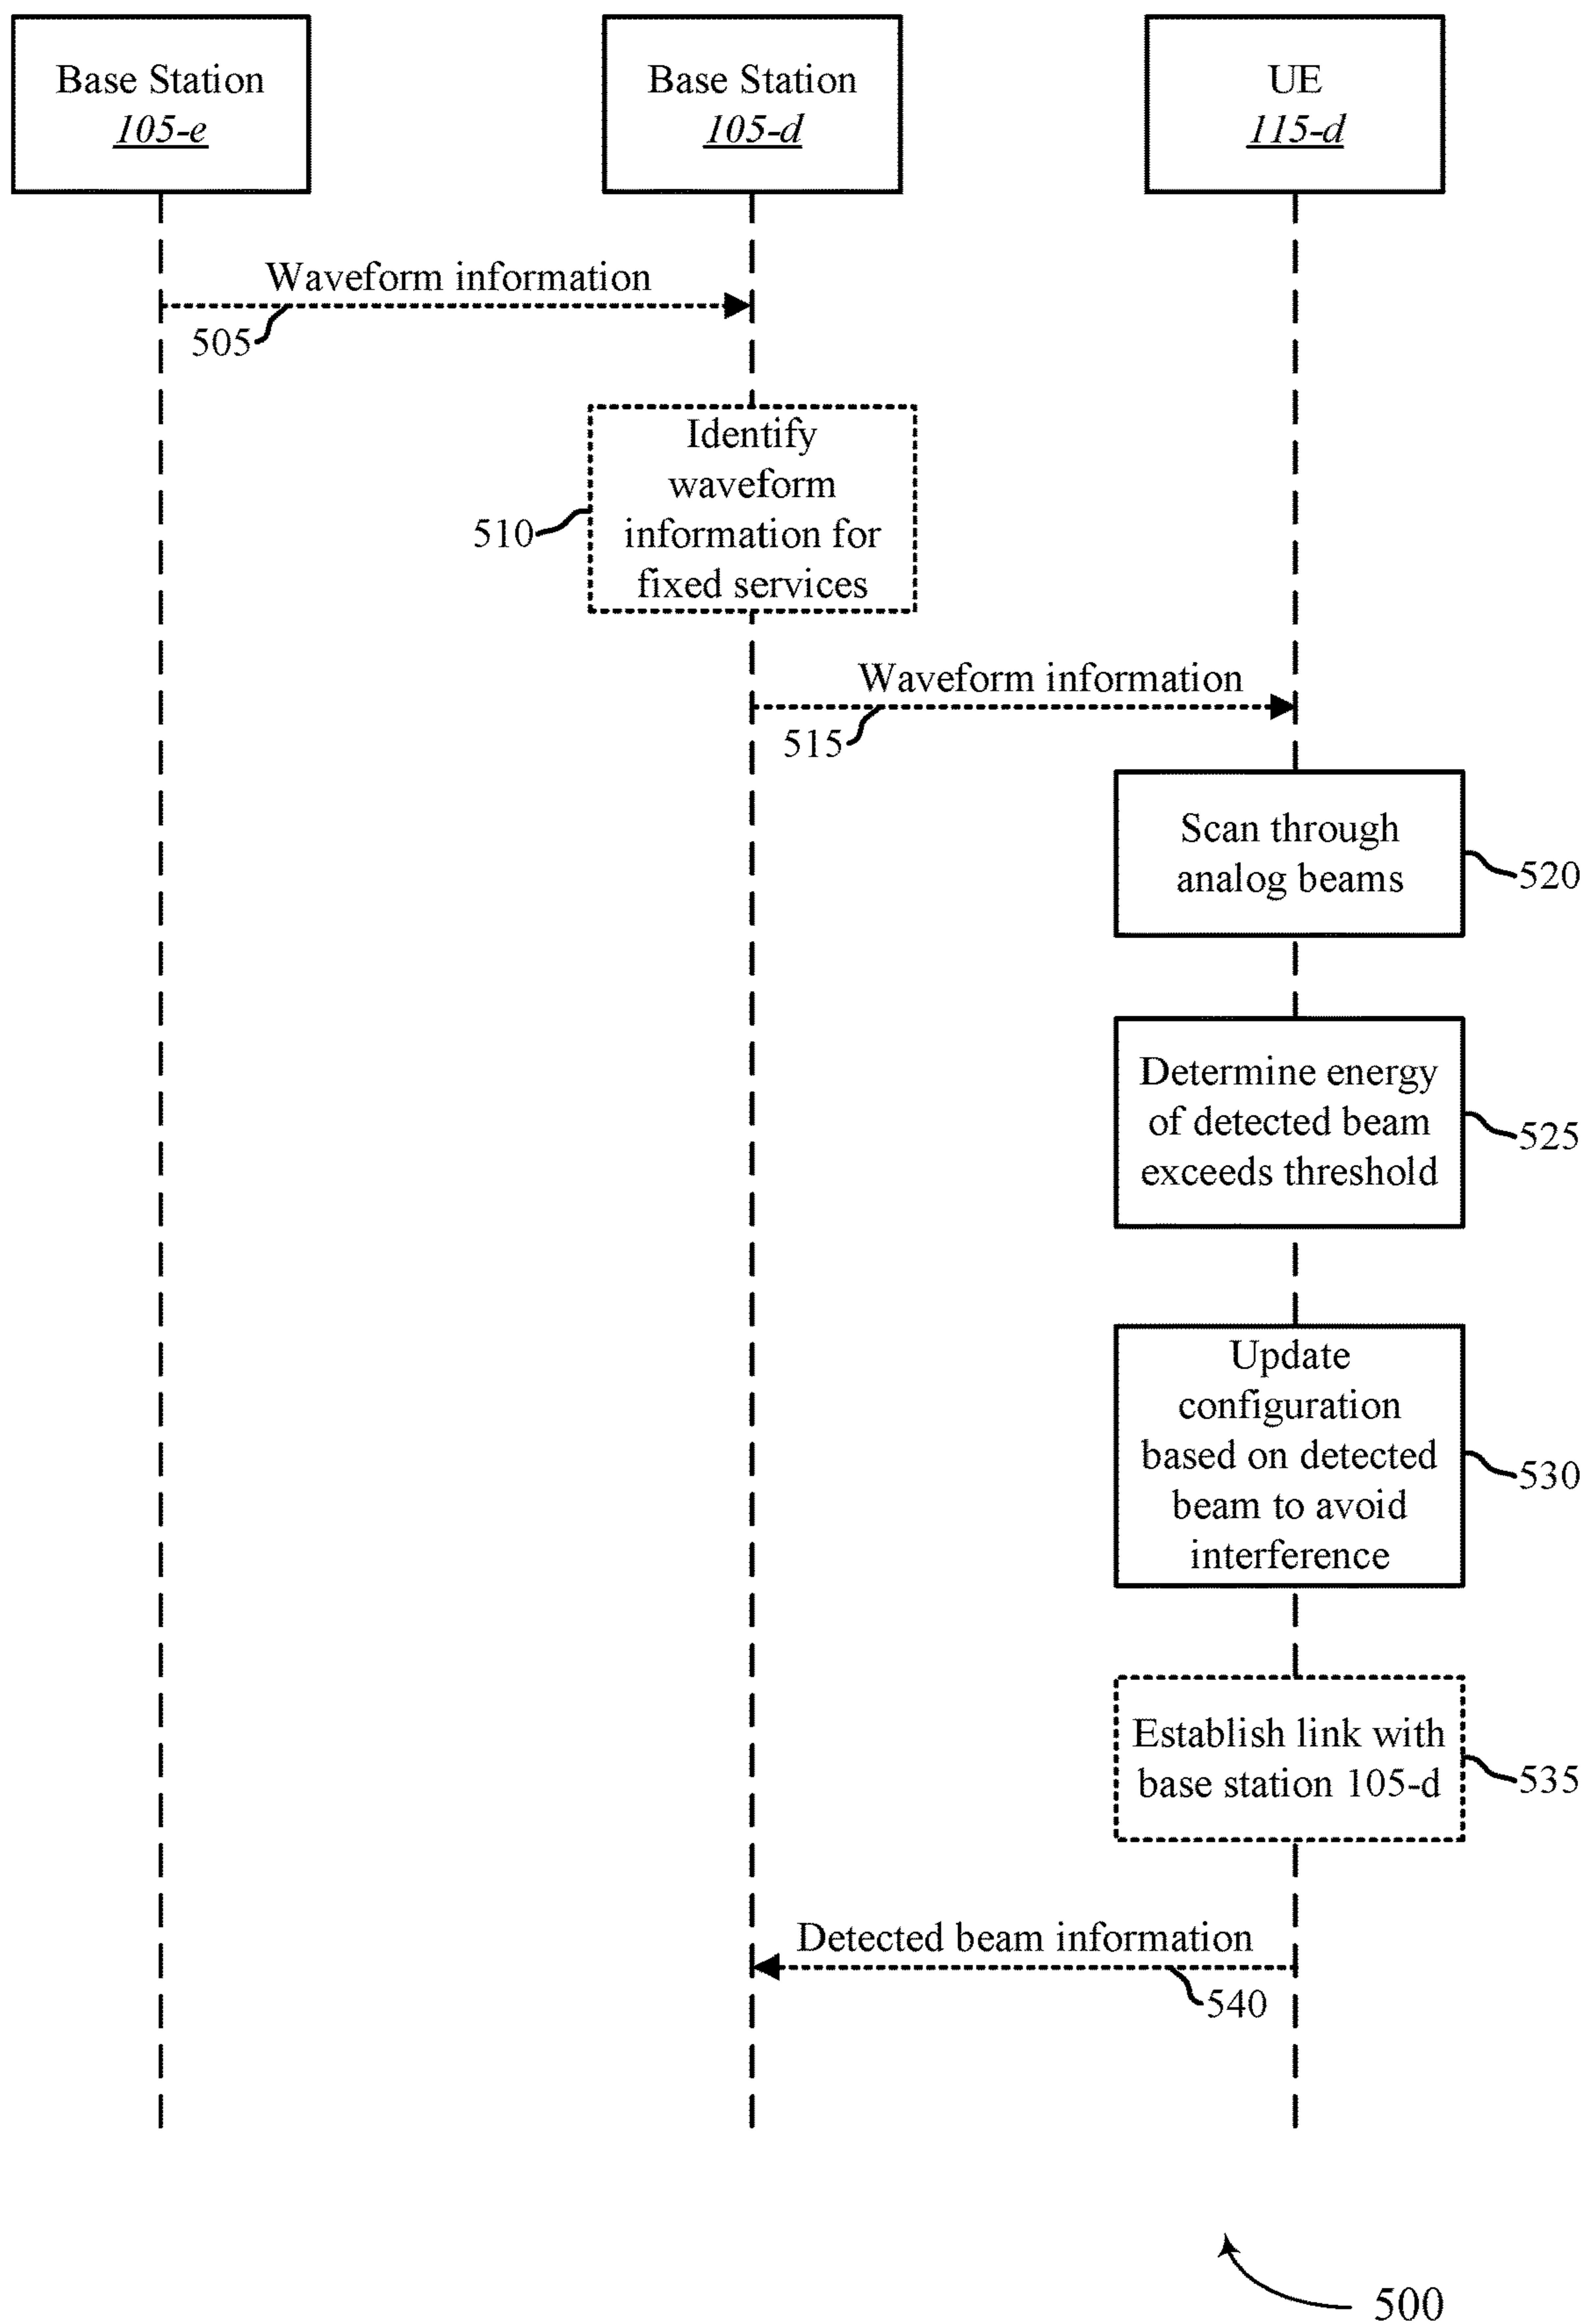 Base Station
105-e
Base Station
105-d
UE
115-d
Waveform information
505
Identify
waveform
information for
fixed services
510
Waveform information
515
Scan through
analog beams
520
Determine energy
of detected beam
exceeds threshold
525
Update
configuration
based on detected
beam to avoid
interference
530
Establish link with
base station 105-d
535
Detected beam information
540
500